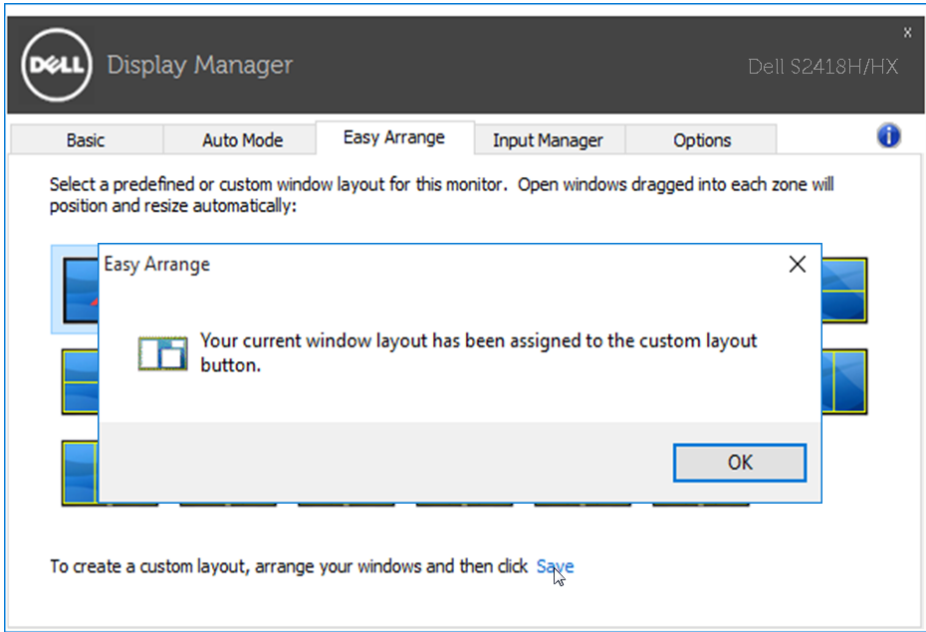 DELL
Display Manager
x
Dell S2418H/HX
Basic
Auto Mode
Easy Arrange
Input Manager
Options
i
Select a predefined or custom window layout for this monitor. Open windows dragged into each zone will
position and resize automatically:
Easy Arrange
Your current window layout has been assigned to the custom layout
button.
OK
To create a custom layout, arrange your windows and then click Save